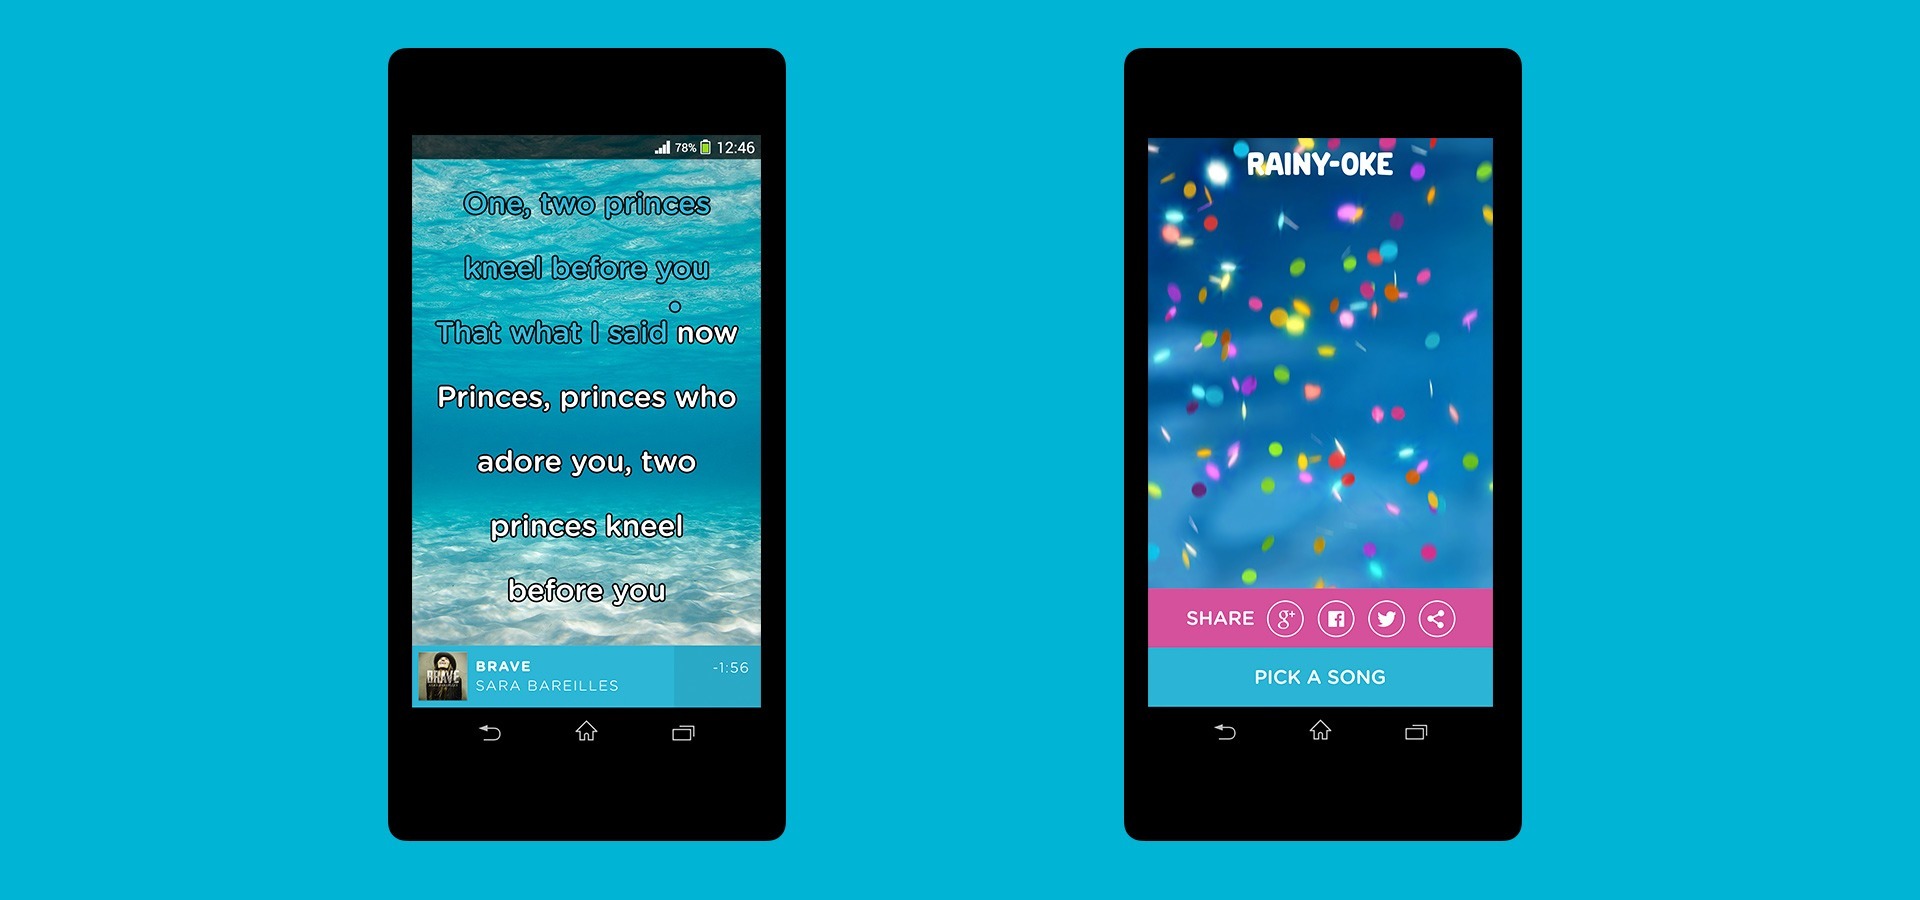 78% 12:46
One, two princes
kneel before you
That what I said now
Princes, princes who
adore you, two
princes kneel
before you
BRAVE
BRAVE
SARA BAREILLES
-1:56
RAINY-OKE
SHARE g+ f
PICK A SONG